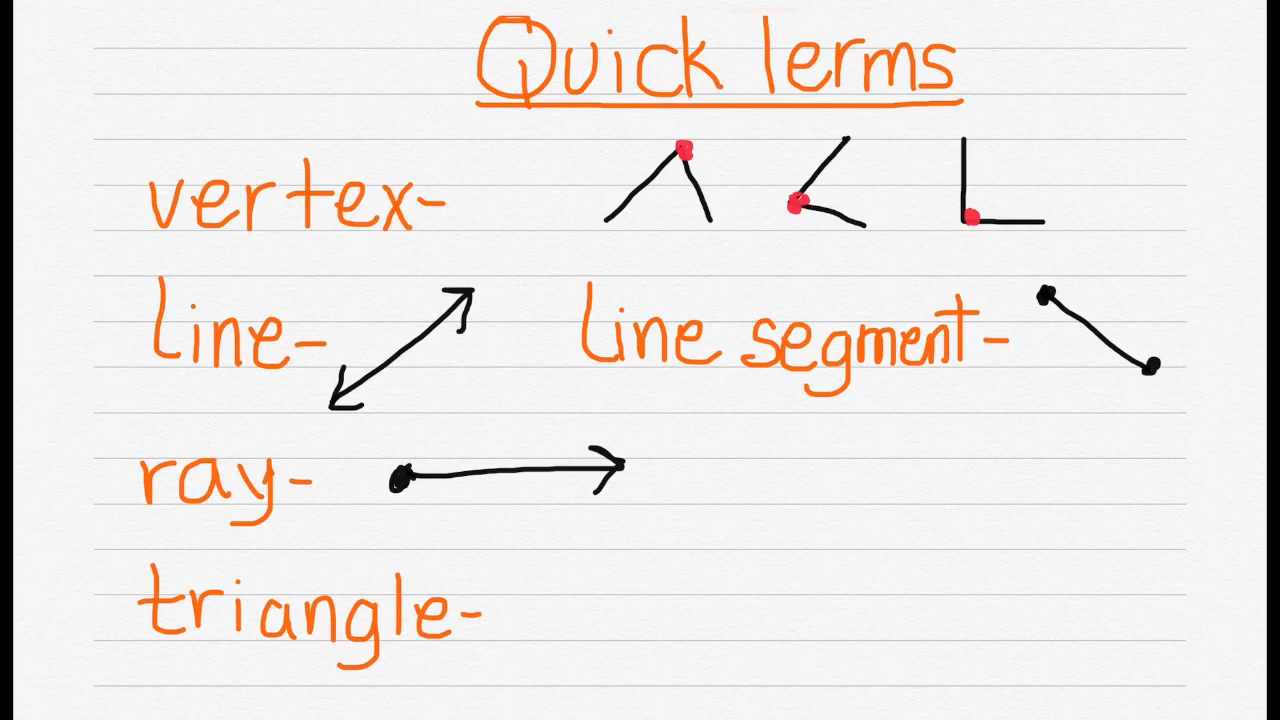 Quick lerms
vertex-
line- line segment-
ray-
triangle-